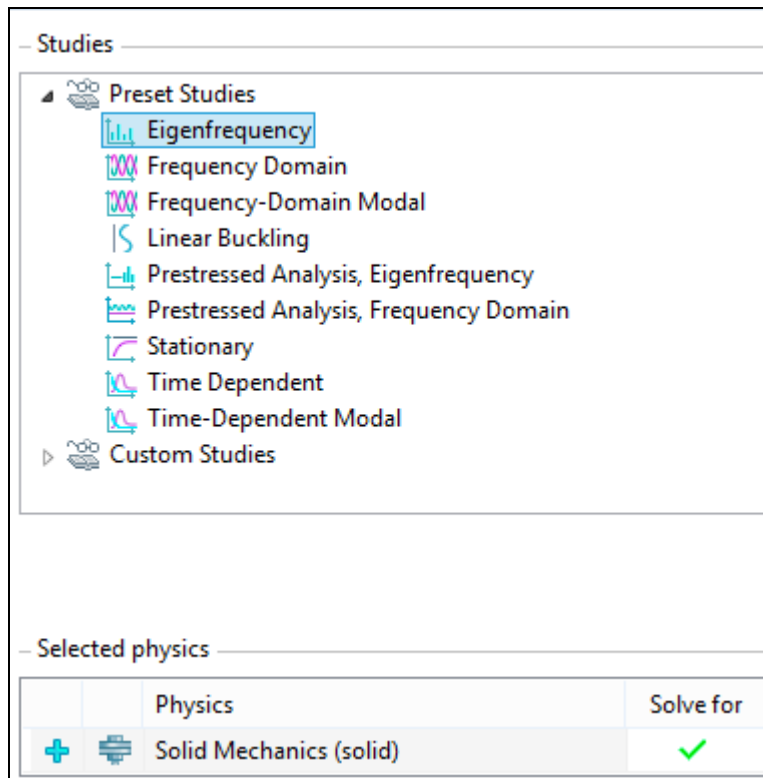 Studies
Preset Studies
Eigenfrequency
Frequency Domain
Frequency-Domain Modal
Linear Buckling
Prestressed Analysis, Eigenfrequency
Prestressed Analysis, Frequency Domain
Stationary
Time Dependent
Time-Dependent Modal
Custom Studies
Selected physics
Physics Solve for
Solid Mechanics (solid)